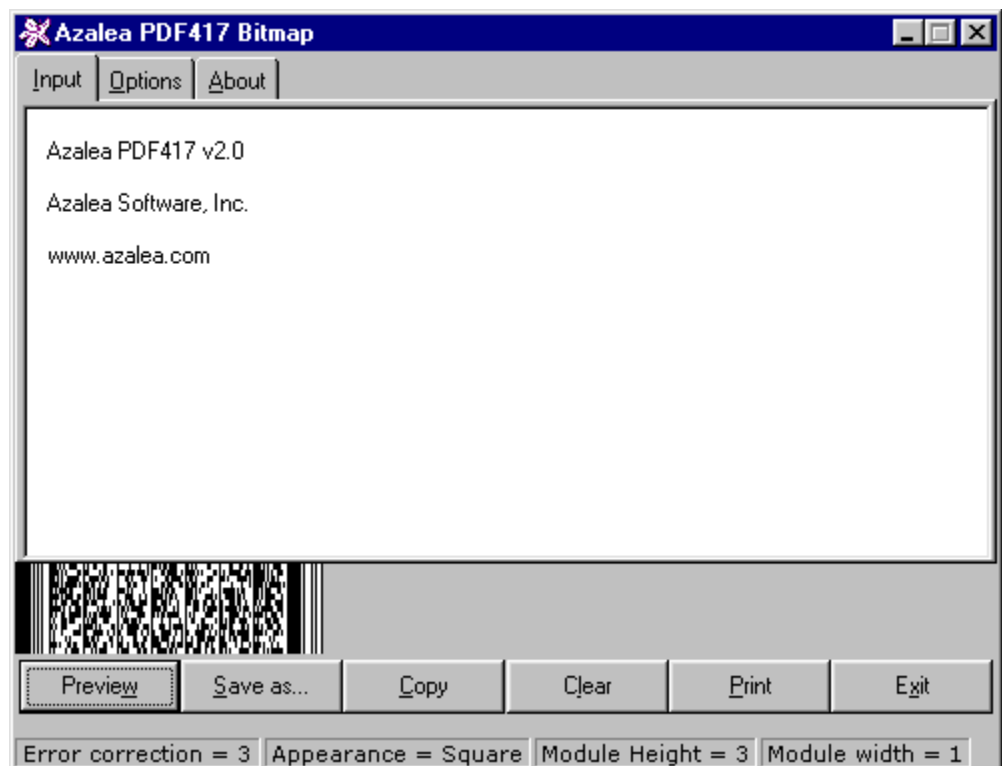 Azalea PDF417 Bitmap
Input Options About
Azalea PDF417 v2.0
Azalea Software, Inc.
www.azalea.com
Preview Save as... Copy Clear Print Exit
Error correction = 3 Appearance = Square Module Height = 3 Module width = 1